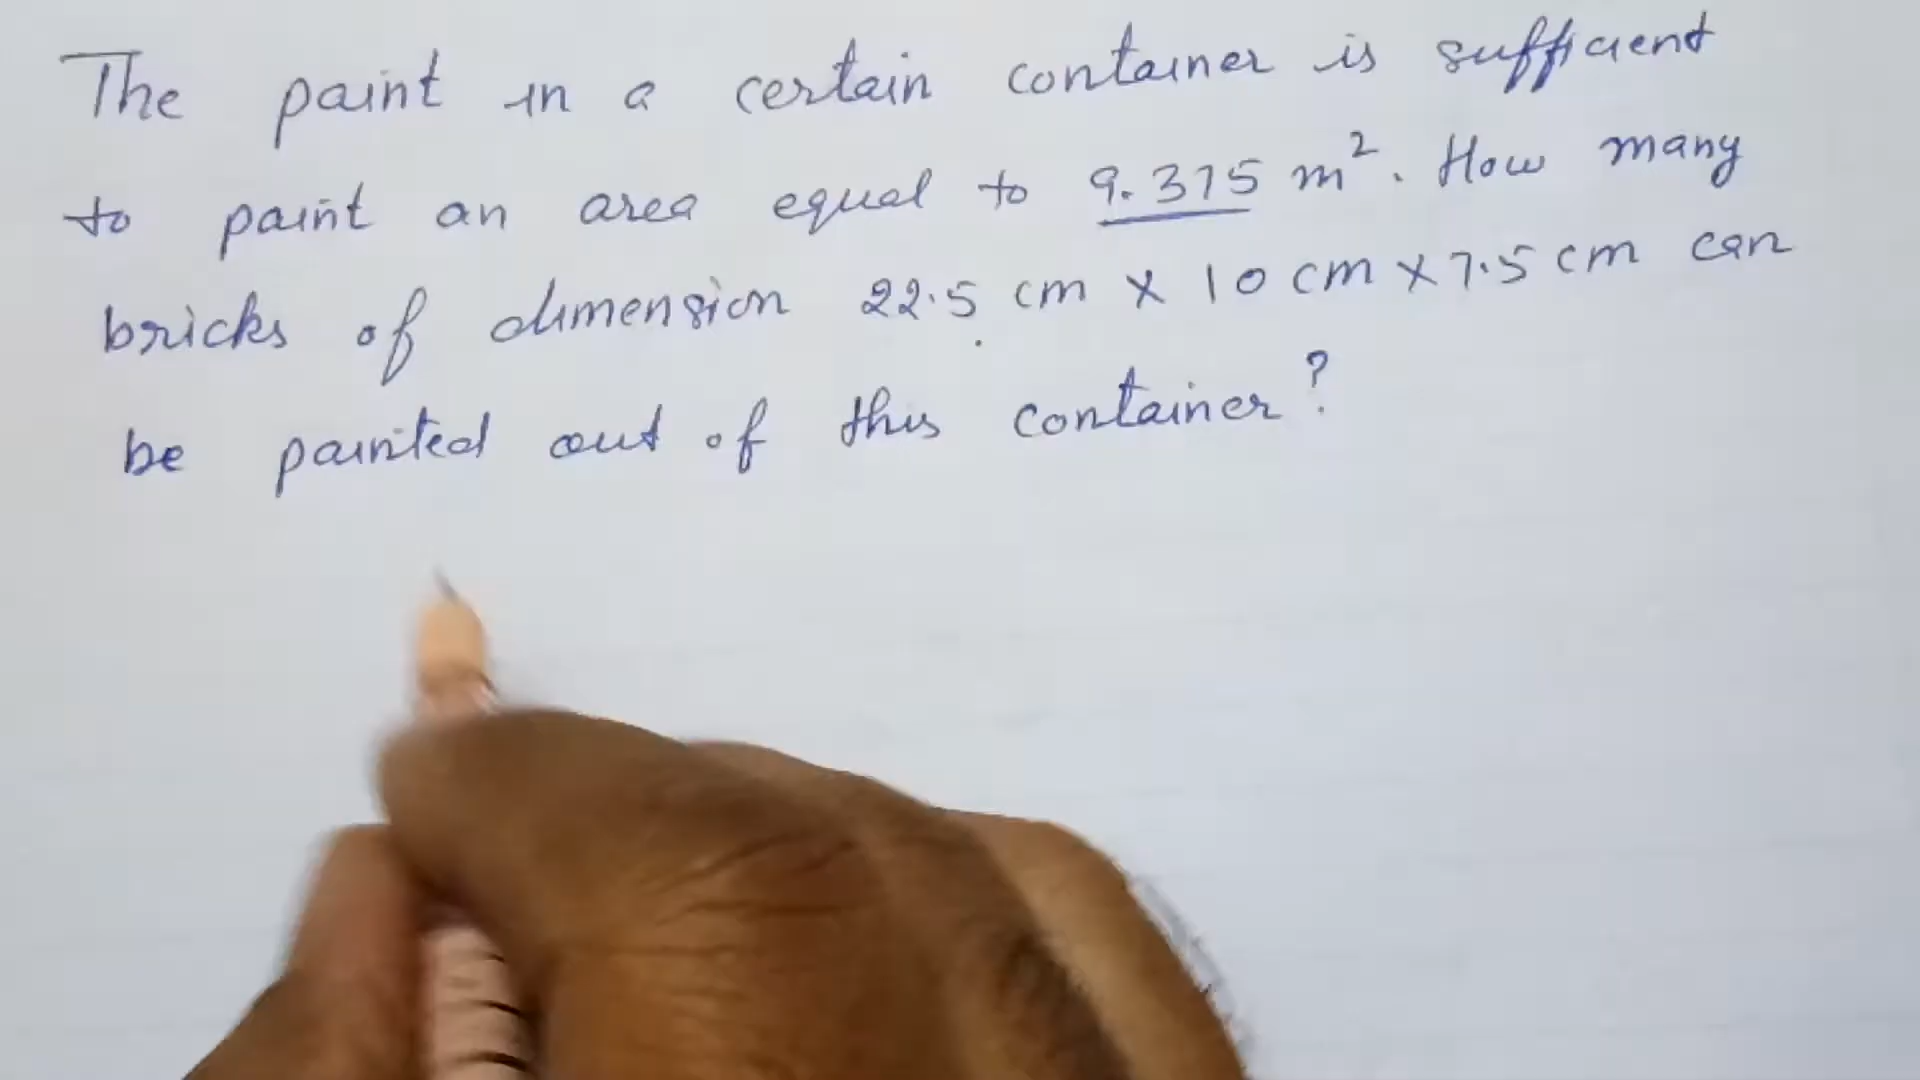 The paint in a certain container is sufficient
to paint an area equal to 9.375 m². How many
bricks of dimension 22.5 cm × 10 cm × 7.5 cm can
be painted out of this container?